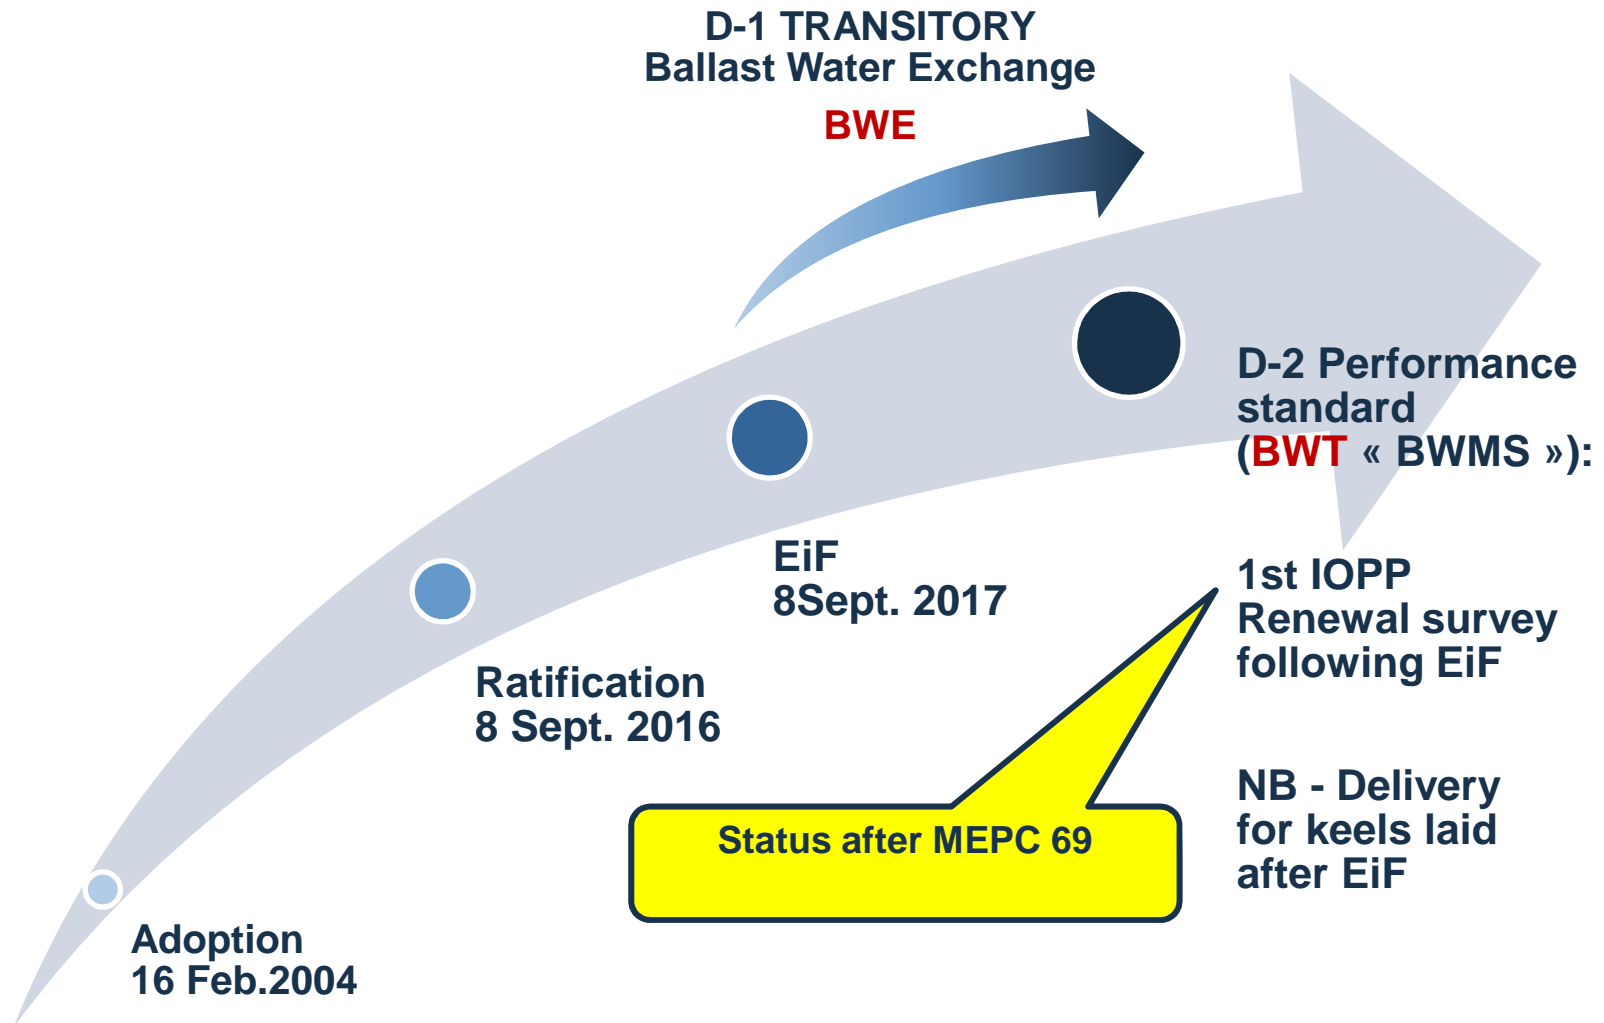 D-1 TRANSITORY
Ballast Water Exchange
BWE
D-2 Performance
standard
(BWT « BWMS »):
EiF
8Sept. 2017
1st IOPP
Renewal survey
following EiF
Ratification
8 Sept. 2016
NB - Delivery
for keels laid
after EiF
Status after MEPC 69
Adoption
16 Feb.2004